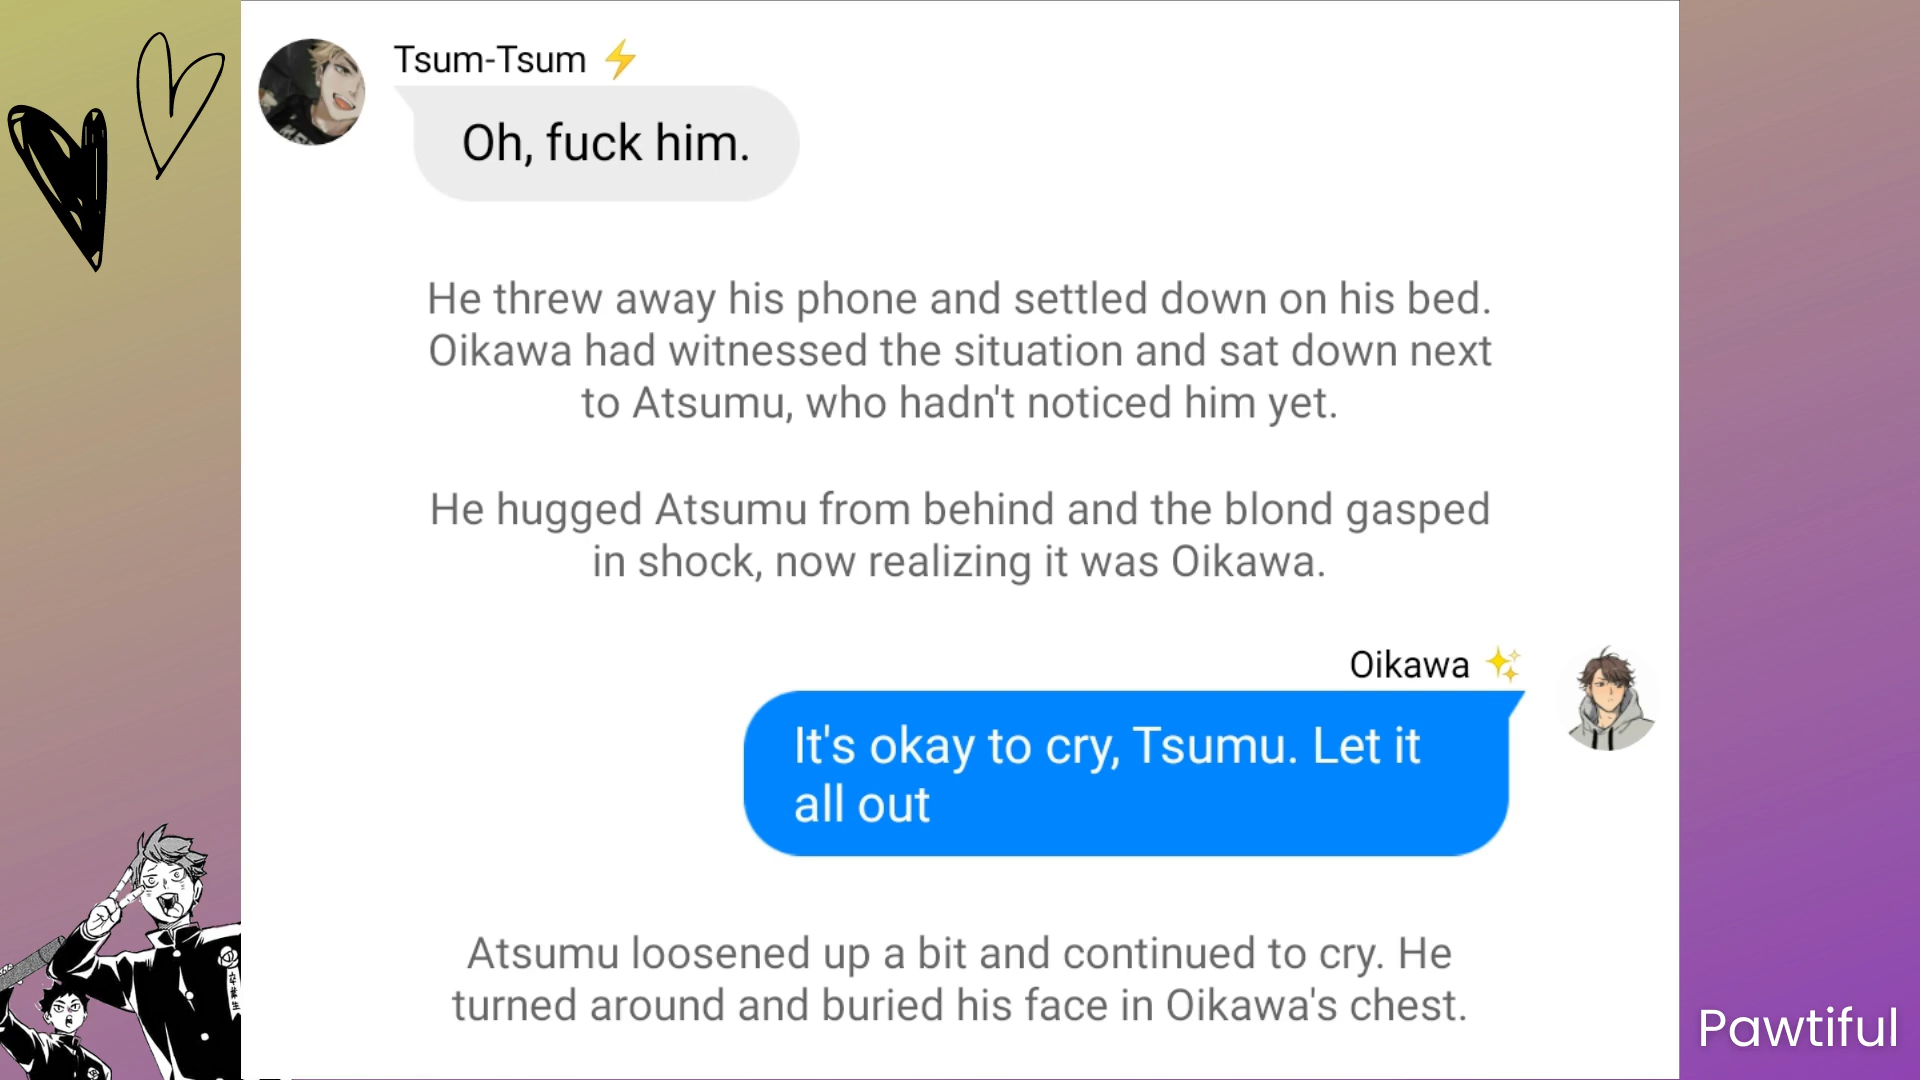 Tsum-Tsum ⚡
Oh, fuck him.
He threw away his phone and settled down on his bed.
Oikawa had witnessed the situation and sat down next
to Atsumu, who hadn't noticed him yet.
He hugged Atsumu from behind and the blond gasped
in shock, now realizing it was Oikawa.
Oikawa ✨
It's okay to cry, Tsumu. Let it
all out
Atsumu loosened up a bit and continued to cry. He
turned around and buried his face in Oikawa's chest.
Pawtiful